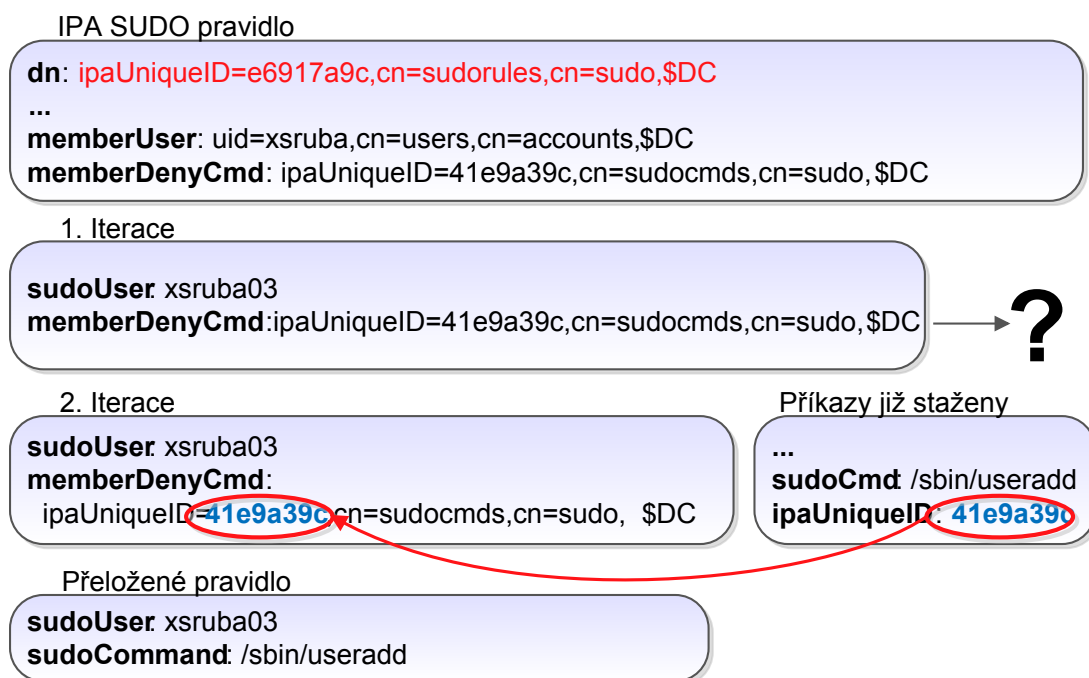 IPA SUDO pravidlo
dn: ipaUniqueID=e6917a9c,cn=sudorules,cn=sudo,$DC
...
memberUser: uid=xsruba,cn=users,cn=accounts,$DC
memberDenyCmd: ipaUniqueID=41e9a39c,cn=sudocmds,cn=sudo,$DC
1. Iterace
sudoUser: xsruba03
memberDenyCmd:ipaUniqueID=41e9a39c,cn=sudocmds,cn=sudo,$DC
?
2. Iterace
sudoUser: xsruba03
memberDenyCmd:
ipaUniqueID=41e9a39c,cn=sudocmds,cn=sudo, $DC
Příkazy již staženy
...
sudoCmd: /sbin/useradd
ipaUniqueID: 41e9a39c
Přeložené pravidlo
sudoUser: xsruba03
sudoCommand: /sbin/useradd